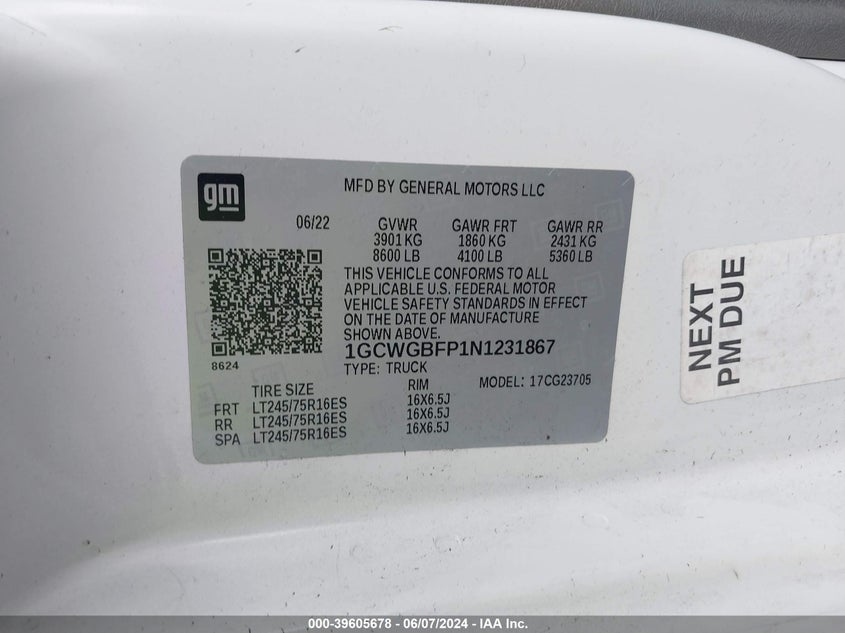 gm
MFD BY GENERAL MOTORS LLC
06/22 GVWR GAWR FRT GAWR RR
3901 KG 1860 KG 2431 KG
8600 LB 4100 LB 5360 LB
THIS VEHICLE CONFORMS TO ALL
APPLICABLE U.S. FEDERAL MOTOR
VEHICLE SAFETY STANDARDS IN EFFECT
ON THE DATE OF MANUFACTURE
SHOWN ABOVE.
8624
1GCWGBFP1N1231867
TYPE: TRUCK
TIRE SIZE RIM MODEL: 17CG23705
FRT LT245/75R16ES 16X6.5J
RR LT245/75R16ES 16X6.5J
SPA LT245/75R16ES 16X6.5J
NEXT
PM DUE
000-39605678 - 06/07/2024 - IAA Inc.